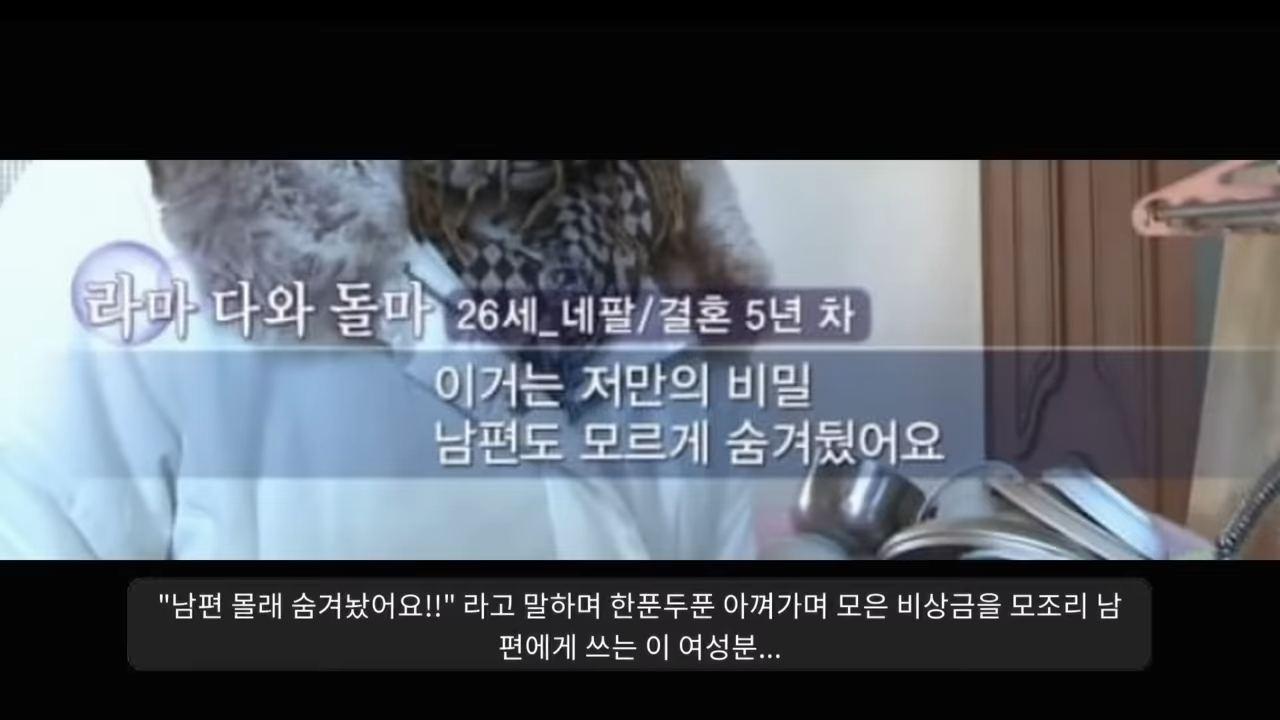 라마 다와 돌마 26세_네팔/결혼 5년 차
이거는 저만의 비밀
남편도 모르게 숨겨뒀어요
"남편 몰래 숨겨놨어요!!" 라고 말하며 한푼두푼 아껴가며 모은 비상금을 모조리 남
편에게 쓰는 이 여성분...